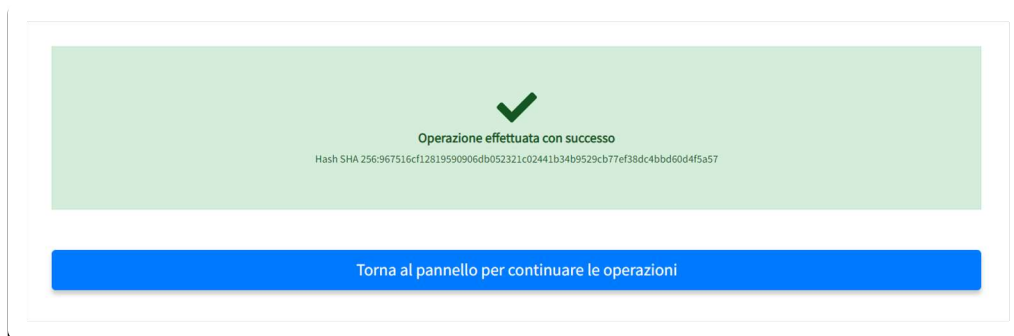 Operazione effettuata con successo
Hash SHA 256:967516cf12819590906db052321c02441b34b9529cb77ef38dc4bbd60d4f5a57
Torna al pannello per continuare le operazioni